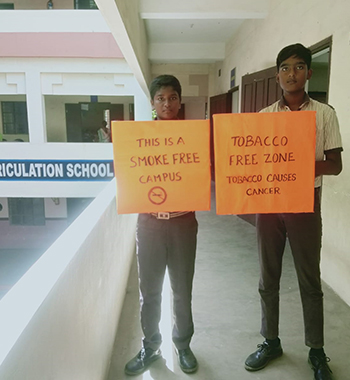 RICULATION SCHOOL
THIS IS A
SMOKE FREE
CAMPUS
TOBACCO
FREE ZONE
TOBACCO CAUSES
CANCER